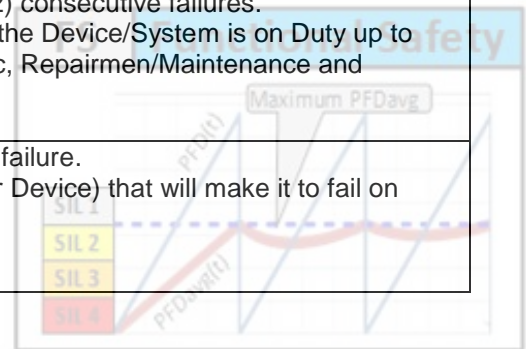 z) consecutive failures.
the Device/System is on Duty up to
c, Repairmen/Maintenance and
failure.
r Device) that will make it to fail on
FS Functional Safety
Maximum PFDavg
PFD(t)
SIL 1
SIL 2
SIL 3
SIL 4
PFDavg(t)